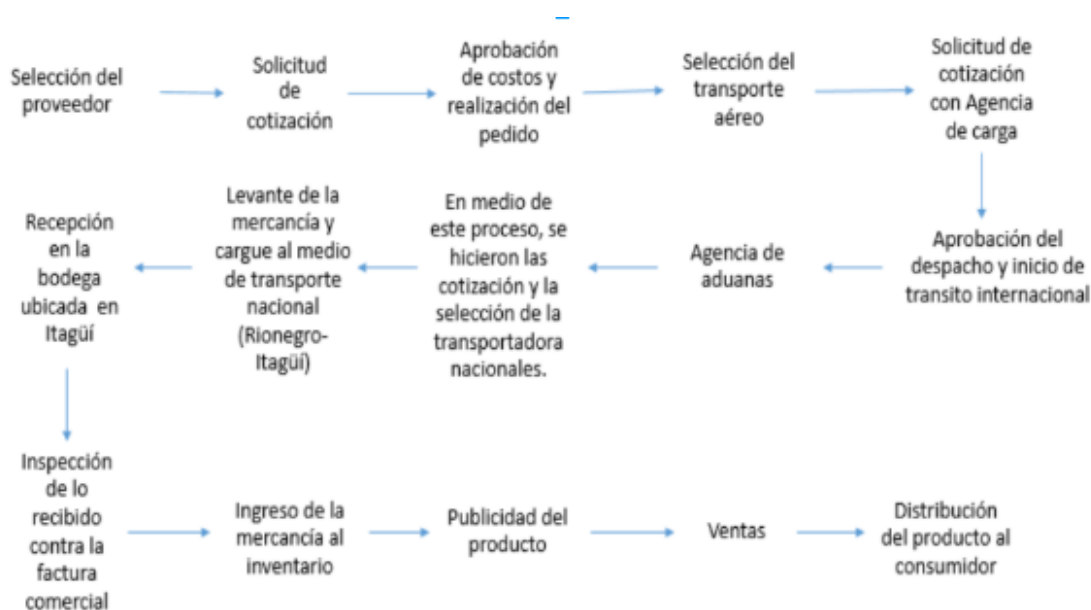 Selección del
proveedor
Solicitud
de
cotización
Aprobación
de costos y
realización del
pedido
Selección del
transporte
aéreo
Solicitud de
cotización
con Agencia
de carga
Aprobación del
despacho y inicio de
transito internacional
Agencia de
aduanas
En medio de
este proceso, se
hicieron las
cotización y la
selección de la
transportadora
nacionales.
Levante de la
mercancía y
cargue al medio
de transporte
nacional
(Rionegro-
Itagüí)
Recepción
en la
bodega
ubicada en
Itagüí
Inspección
de lo
recibido
contra la
factura
comercial
Ingreso de la
mercancía al
inventario
Publicidad del
producto
Ventas
Distribución
del producto al
consumidor